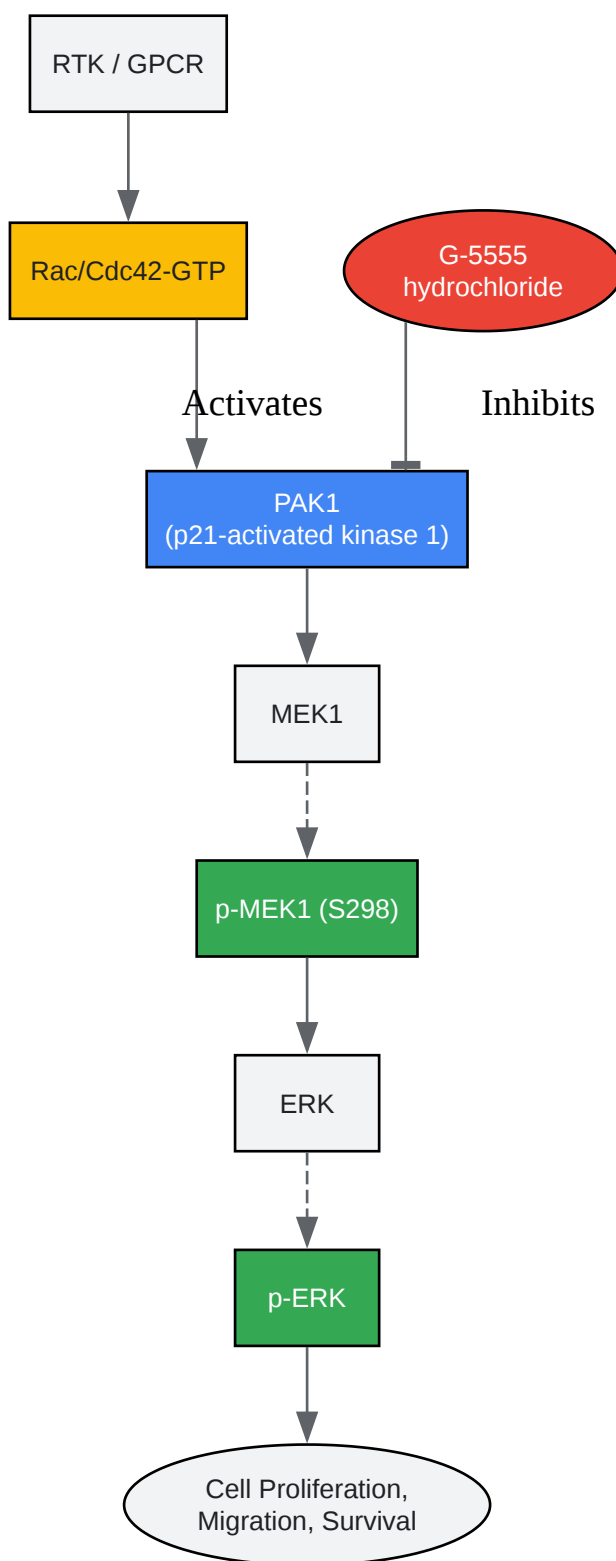 RTK / GPCR
Rac/Cdc42-GTP
G-5555
hydrochloride
Activates
Inhibits
PAK1
(p21-activated kinase 1)
MEK1
p-MEK1 (S298)
ERK
p-ERK
Cell Proliferation,
Migration, Survival